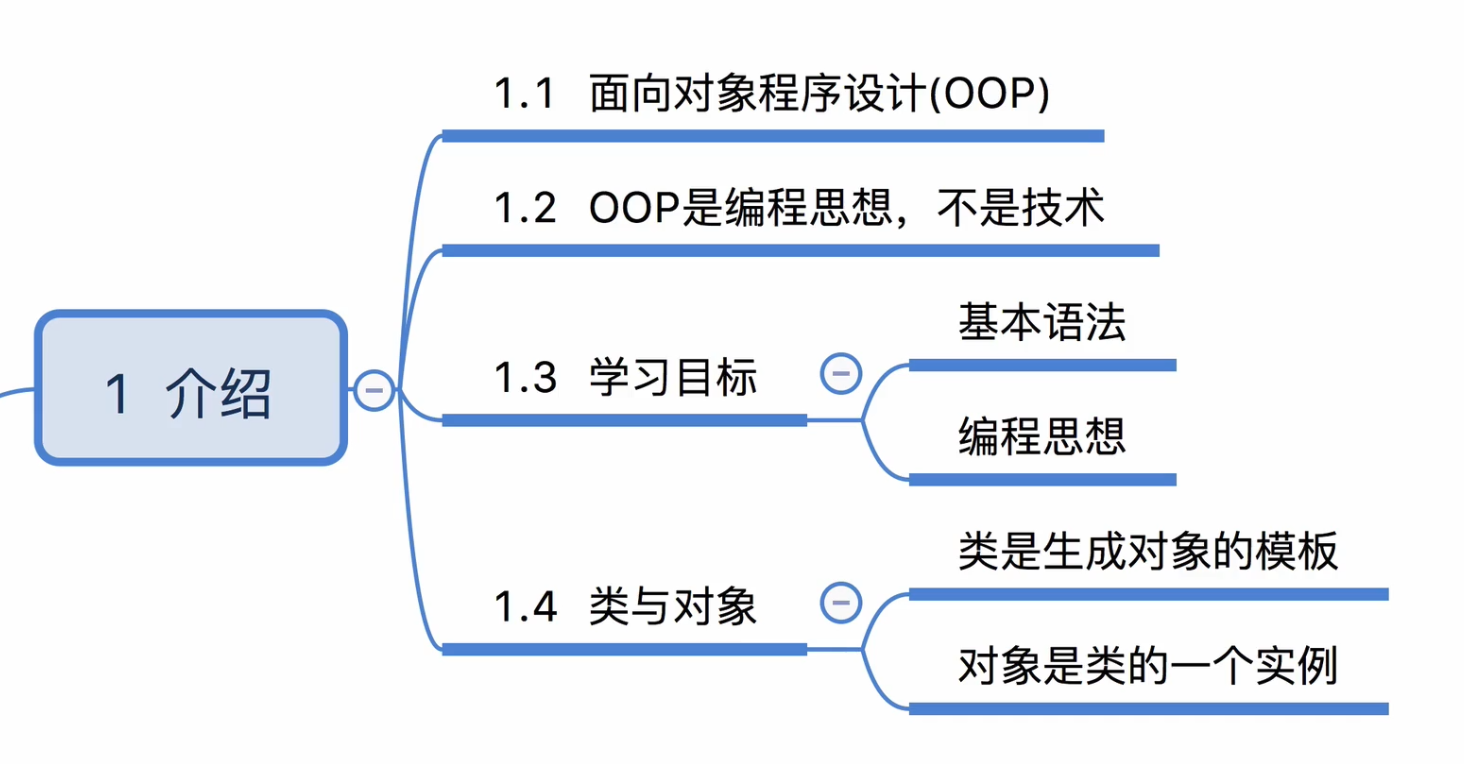 1.1 面向对象程序设计(OOP)
1.2 OOP是编程思想，不是技术
1 介绍
1.3 学习目标
基本语法
编程思想
1.4 类与对象
类是生成对象的模板
对象是类的一个实例